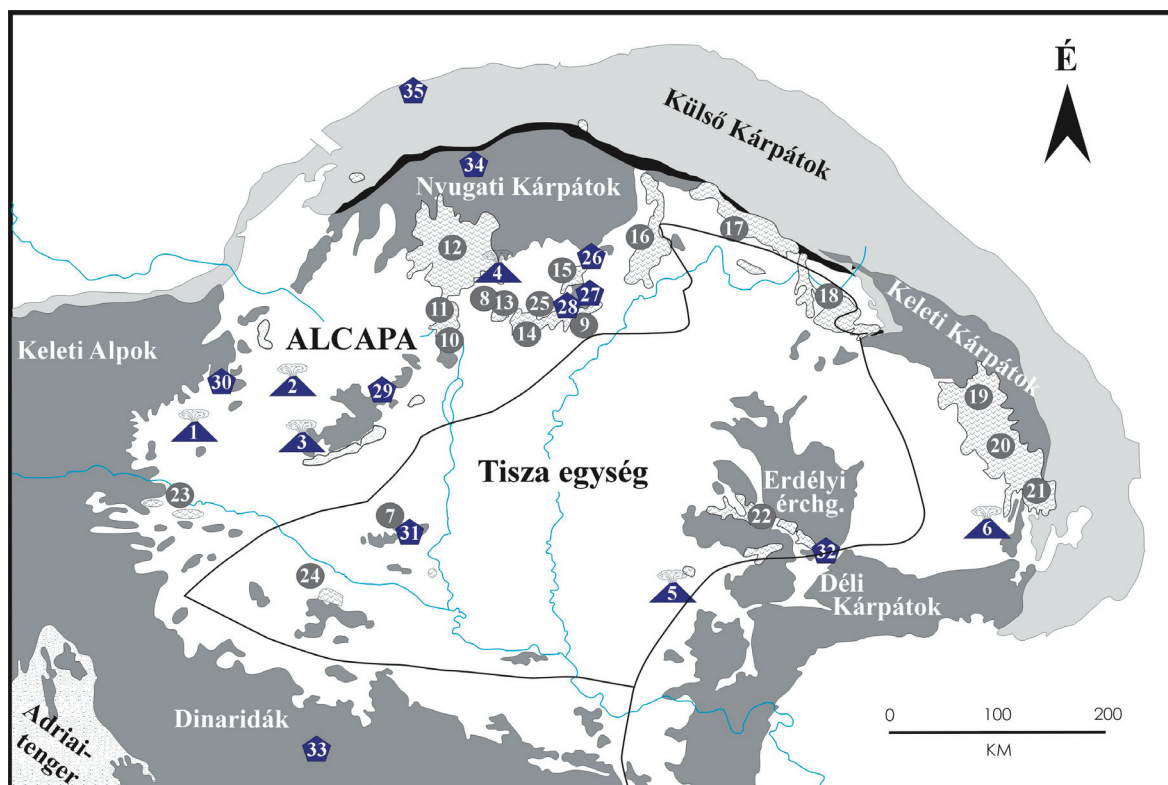 É
35
Külső Kárpátok
34
Nyugati Kárpátok
17
16
12
26
15
4
27
8
13
25
28
18
11
14
9
10
Keleti Kárpátok
ALCAPA
Keleti Alpok
30
2
29
19
1
3
20
Tisza egység
Erdélyi
érchg.
23
21
22
7
31
6
32
24
5
Déli
Kárpátok
Dinaridák
Adriai-
tenger
33
0
100
200
KM